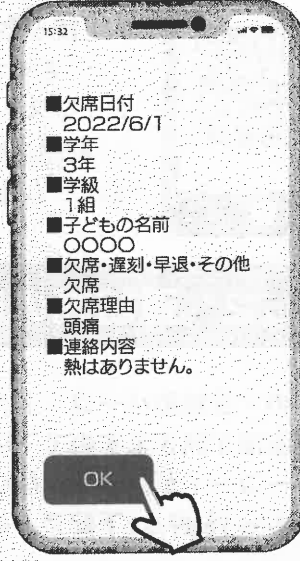 15:32
■欠席日付
2022/6/1
■学年
3年
■学級
1組
■子どもの名前
○○○○
■欠席・遅刻・早退・その他
欠席
■欠席理由
頭痛
■連絡内容
熱はありません。
OK